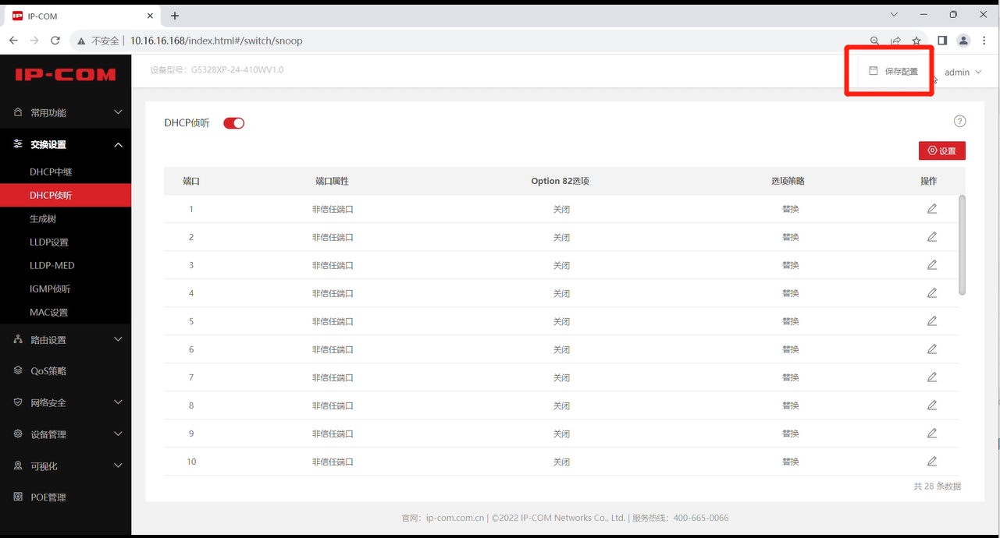 IP-COM
不安全 | 10.16.16.168/index.html#/switch/snoop
IP-COM
设备型号：G5328XP-24-410WV1.0
保存配置
admin
常用功能
交换设置
DHCP中继
DHCP侦听
生成树
LLDP设置
LLDP-MED
IGMP侦听
MAC设置
路由设置
QoS策略
网络安全
设备管理
可视化
POE管理
DHCP侦听
设置
端口 端口属性 Option 82选项 选项策略 操作
1 非信任端口 关闭 替换
2 非信任端口 关闭 替换
3 非信任端口 关闭 替换
4 非信任端口 关闭 替换
5 非信任端口 关闭 替换
6 非信任端口 关闭 替换
7 非信任端口 关闭 替换
8 非信任端口 关闭 替换
9 非信任端口 关闭 替换
10 非信任端口 关闭 替换
共 28 条数据
官网：ip-com.com.cn | ©2022 IP-COM Networks Co., Ltd. | 服务热线：400-665-0066